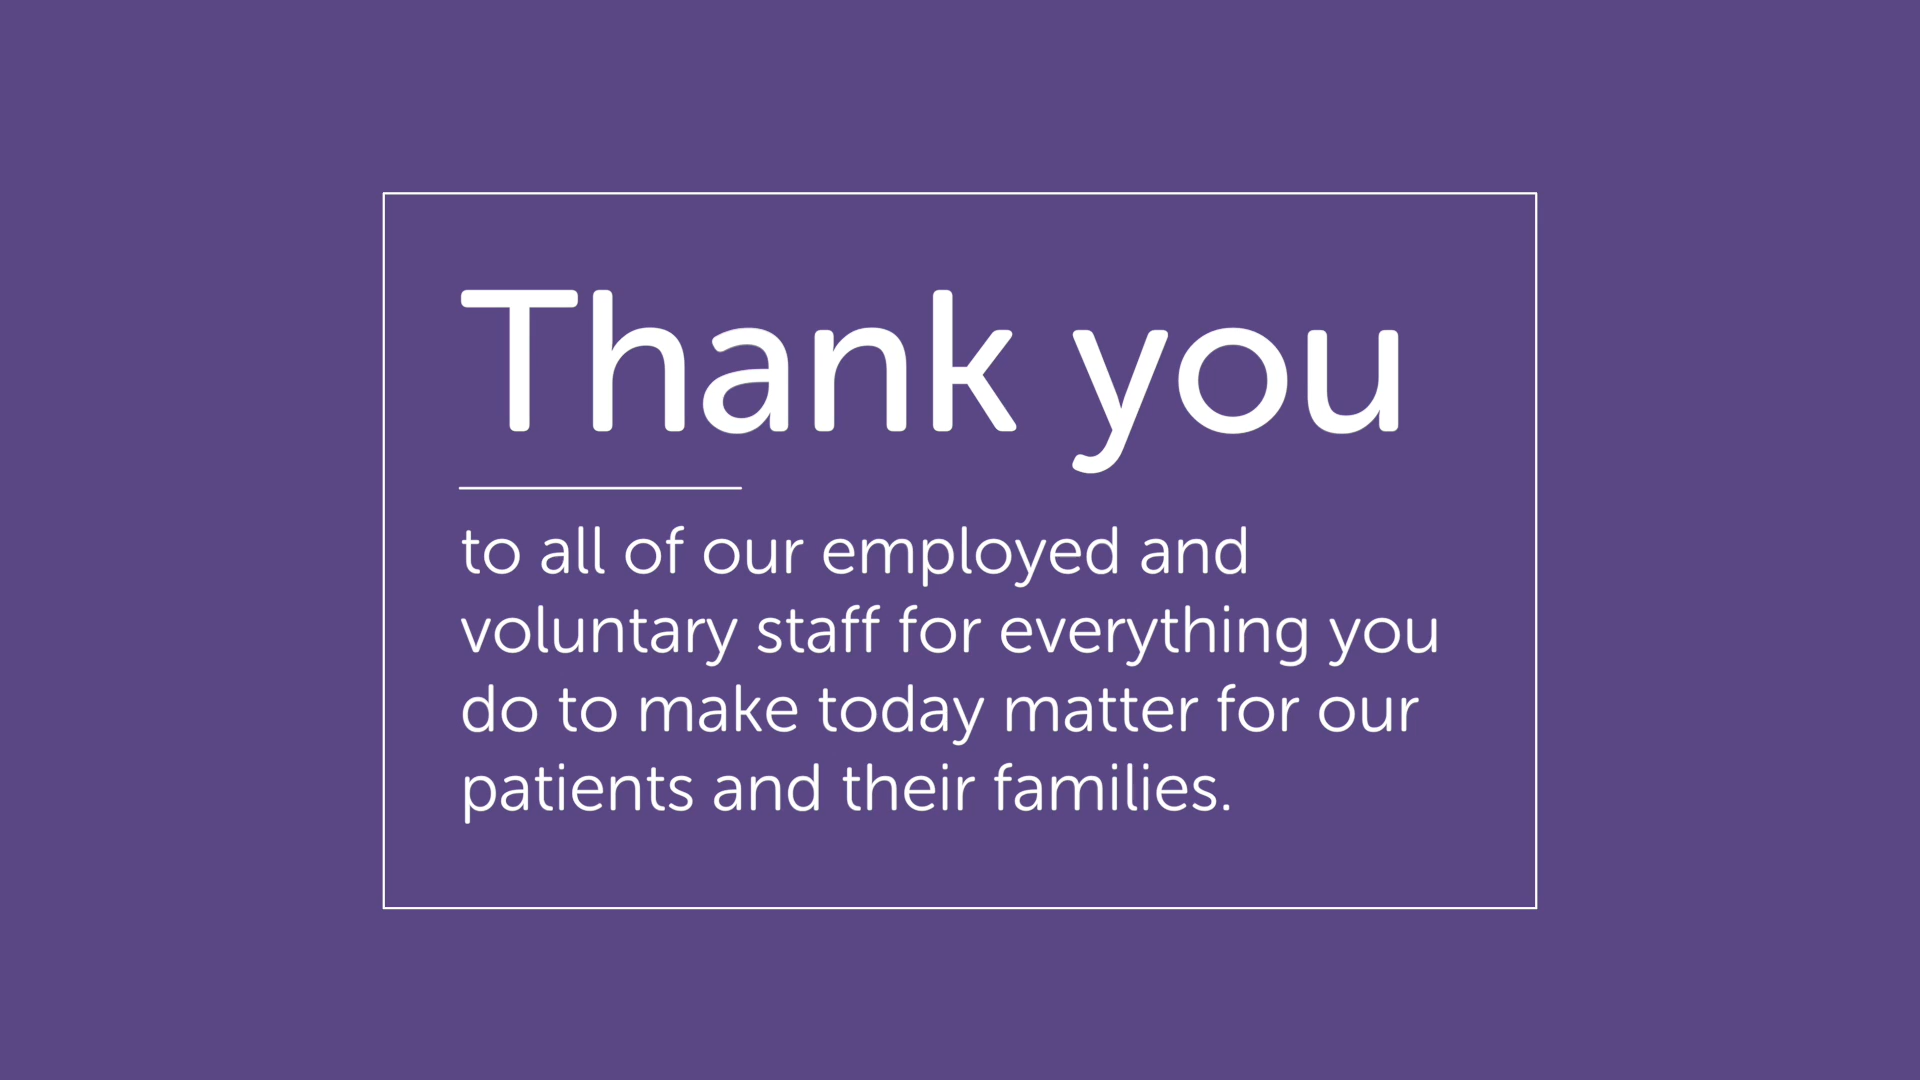 Thank you
to all of our employed and
voluntary staff for everything you
do to make today matter for our
patients and their families.